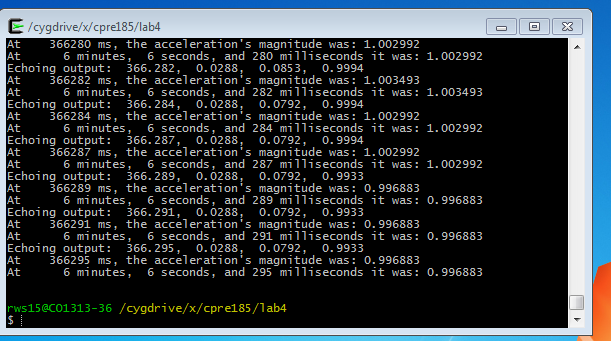 /cygdrive/x/cpre185/lab4
At    366280 ms, the acceleration's magnitude was: 1.002992
At      6 minutes,  6 seconds, and 280 milliseconds it was: 1.002992
Echoing output:  366.282,  0.0288,  0.0853,  0.9994
At    366282 ms, the acceleration's magnitude was: 1.003493
At      6 minutes,  6 seconds, and 282 milliseconds it was: 1.003493
Echoing output:  366.284,  0.0288,  0.0792,  0.9994
At    366284 ms, the acceleration's magnitude was: 1.002992
At      6 minutes,  6 seconds, and 284 milliseconds it was: 1.002992
Echoing output:  366.287,  0.0288,  0.0792,  0.9994
At    366287 ms, the acceleration's magnitude was: 1.002992
At      6 minutes,  6 seconds, and 287 milliseconds it was: 1.002992
Echoing output:  366.289,  0.0288,  0.0792,  0.9933
At    366289 ms, the acceleration's magnitude was: 0.996883
At      6 minutes,  6 seconds, and 289 milliseconds it was: 0.996883
Echoing output:  366.291,  0.0288,  0.0792,  0.9933
At    366291 ms, the acceleration's magnitude was: 0.996883
At      6 minutes,  6 seconds, and 291 milliseconds it was: 0.996883
Echoing output:  366.295,  0.0288,  0.0792,  0.9933
At    366295 ms, the acceleration's magnitude was: 0.996883
At      6 minutes,  6 seconds, and 295 milliseconds it was: 0.996883
rws15@CO1313-36 /cygdrive/x/cpre185/lab4
$